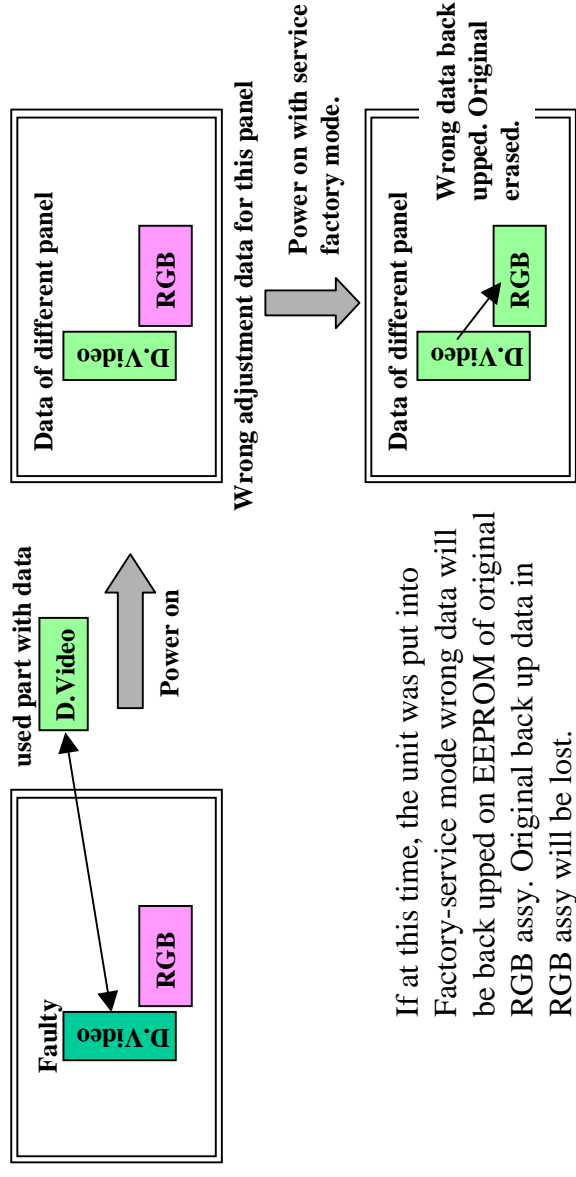 Faulty
D.Video
RGB
used part with data
D.Video
Power on
Data of different panel
D.Video
RGB
Wrong adjustment data for this panel
Power on with service
factory mode.
Data of different panel
D.Video
RGB
Wrong data back
upped. Original
erased.
If at this time, the unit was put into
Factory-service mode wrong data will
be back upped on EEPROM of original
RGB assy. Original back up data in
RGB assy will be lost.